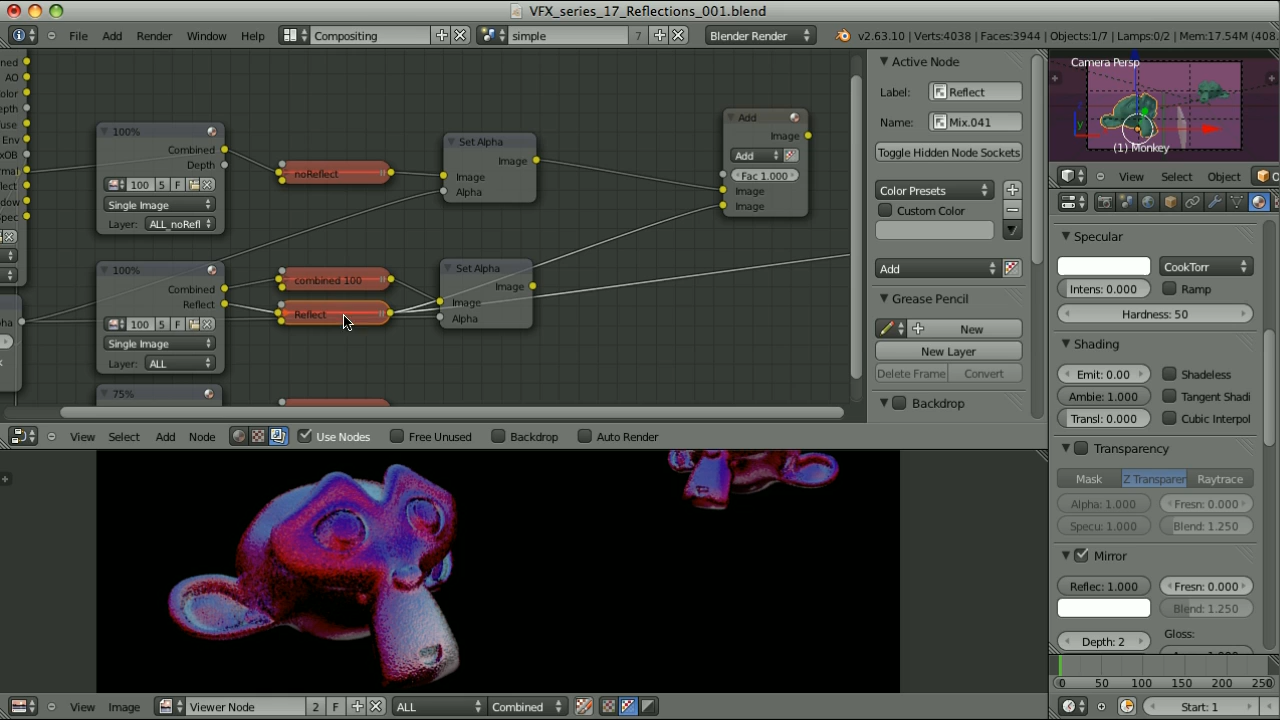 VFX_series_17_Reflections_001.blend
File Add Render Window Help Compositing simple 7 Blender Render v2.63.10 | Verts:4038 | Faces:3944 | Objects:1/7 | Lamps:0/2 | Mem:17.54M (408.
ned
AO
olor
epth
fuse
Env
xOB
rmal
lect
dow
Spec
pha
100%
Combined
Depth
100 5 F
Single Image
Layer: ALL_noRefl
noReflect
Set Alpha
Image
Image
Alpha
Add
Image
Add
Fac 1.000
Image
Image
100%
Combined
Reflect
100 5 F
Single Image
Layer: ALL
combined 100
Reflect
Set Alpha
Image
Image
Alpha
75%
Active Node
Label: Reflect
Name: Mix.041
Toggle Hidden Node Sockets
Color Presets
Custom Color
Add
Grease Pencil
New
New Layer
Delete Frame Convert
Backdrop
View Select Add Node Use Nodes Free Unused Backdrop Auto Render
Camera Persp
y
(1) Monkey
View Select Object
Specular
CookTorr
Intens: 0.000 Ramp
Hardness: 50
Shading
Emit: 0.00 Shadeless
Ambie: 1.000 Tangent Shadi
Transl: 0.000 Cubic Interpol
Transparency
Mask Z Transparen Raytrace
Alpha: 1.000 Fresn: 0.000
Specu: 1.000 Blend: 1.250
Mirror
Reflec: 1.000 Fresn: 0.000
Blend: 1.250
Depth: 2 Gloss:
0 50 100 150 200 250
Start: 1
View Image Viewer Node 2 F ALL Combined